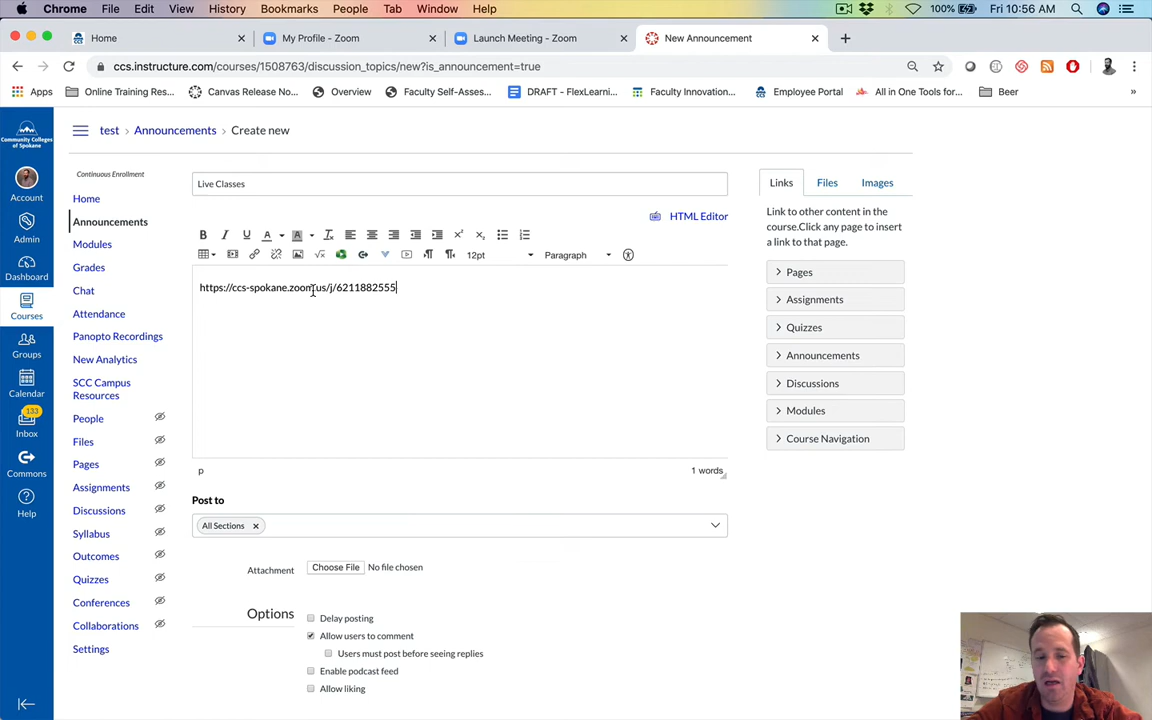 Chrome File Edit View History Bookmarks People Tab Window Help 100% Fri 10:56 AM
Home My Profile - Zoom Launch Meeting - Zoom New Announcement
ccs.instructure.com/courses/1508763/discussion_topics/new?is_announcement=true
Apps Online Training Res... Canvas Release No... Overview Faculty Self-Asses... DRAFT - FlexLearni... Faculty Innovation... Employee Portal All in One Tools for... Beer »
Community Colleges of Spokane
Account
Admin
Dashboard
Courses
Groups
Calendar
133
Inbox
Commons
Help
test › Announcements › Create new
Continuous Enrollment
Home
Announcements
Modules
Grades
Chat
Attendance
Panopto Recordings
New Analytics
SCC Campus
Resources
People
Files
Pages
Assignments
Discussions
Syllabus
Outcomes
Quizzes
Conferences
Collaborations
Settings
Live Classes
HTML Editor
B I U A A
12pt Paragraph
https://ccs-spokane.zoom.us/j/6211882555
p 1 words
Post to
All Sections
Attachment Choose File No file chosen
Options
Delay posting
Allow users to comment
Users must post before seeing replies
Enable podcast feed
Allow liking
Links Files Images
Link to other content in the
course.Click any page to insert
a link to that page.
Pages
Assignments
Quizzes
Announcements
Discussions
Modules
Course Navigation